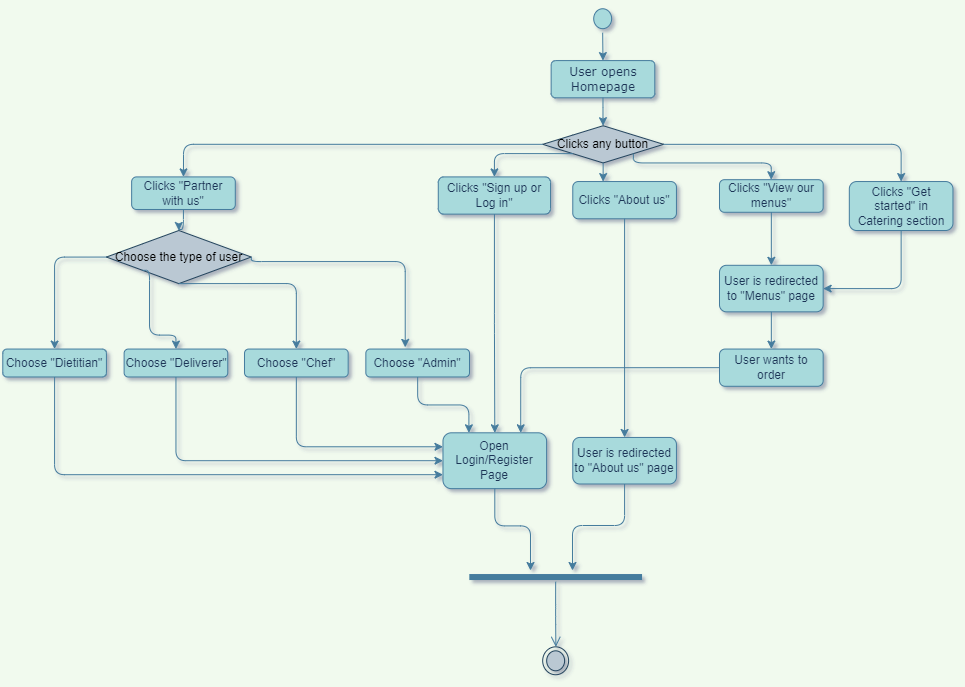 User opens
Homepage
Clicks any button
Clicks "Partner
with us"
Clicks "Sign up or
Log in"
Clicks "About us"
Clicks "View our
menus"
Clicks "Get
started" in
Catering section
Choose the type of user
User is redirected
to "Menus" page
Choose "Dietitian"
Choose "Deliverer"
Choose "Chef"
Choose "Admin"
User wants to
order
Open
Login/Register
Page
User is redirected
to "About us" page